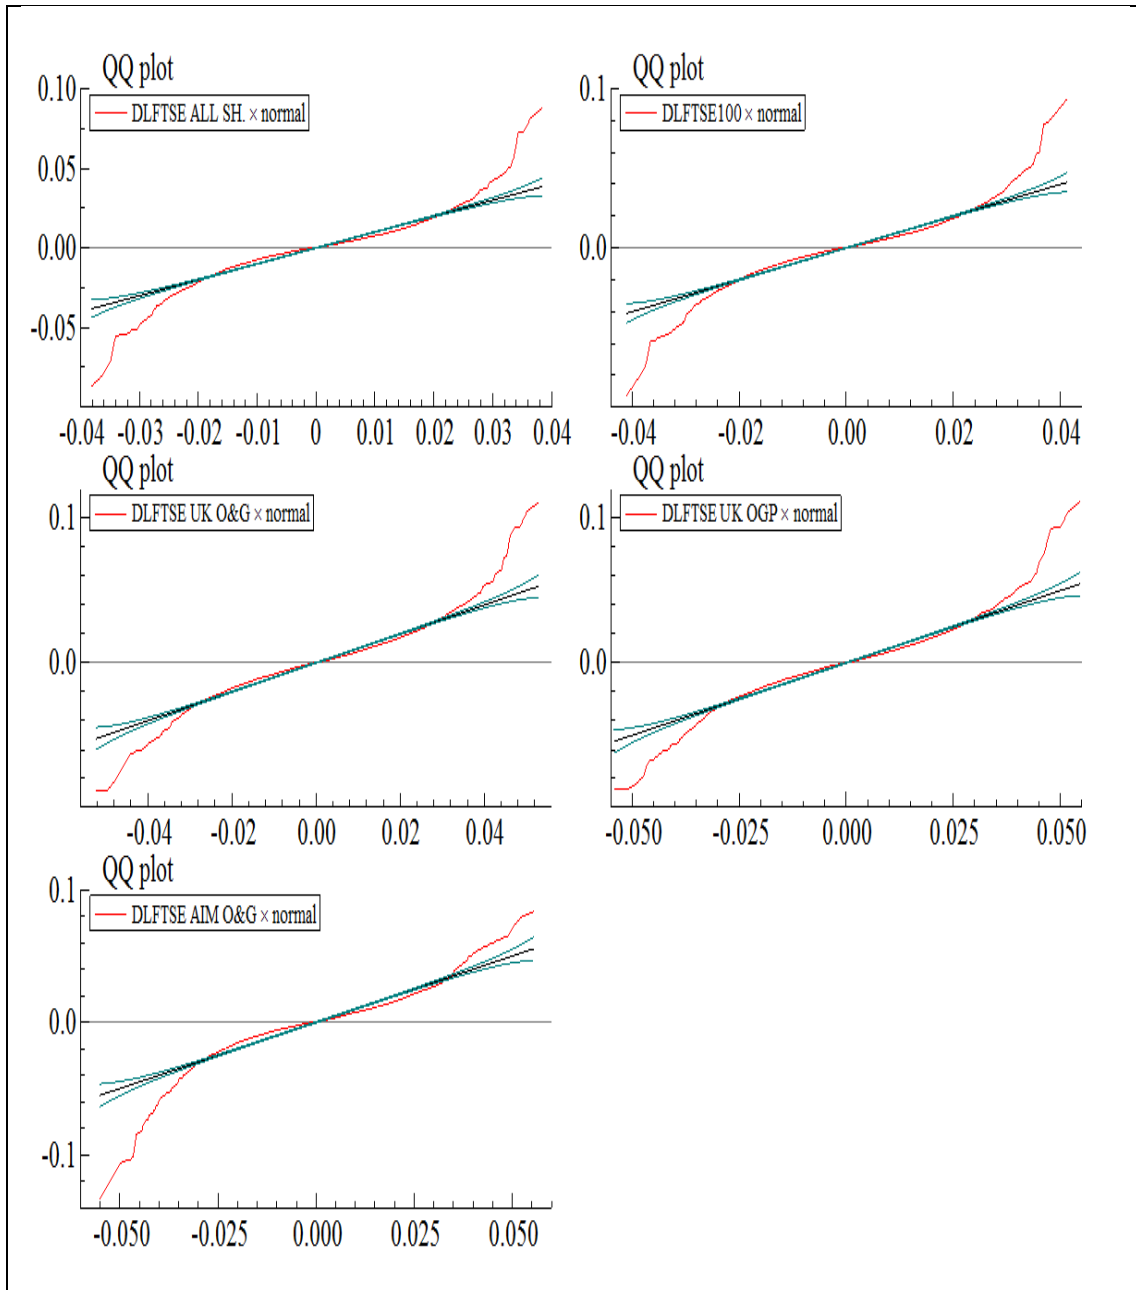 QQ plot
DLFTSE ALL SH. × normal
0.10
0.05
0.00
-0.05
-0.04 -0.03 -0.02 -0.01 0 0.01 0.02 0.03 0.04
QQ plot
DLFTSE100 × normal
0.1
0.0
-0.04 -0.02 0.00 0.02 0.04
QQ plot
DLFTSE UK O&G × normal
0.1
0.0
-0.04 -0.02 0.00 0.02 0.04
QQ plot
DLFTSE UK OGP × normal
0.1
0.0
-0.050 -0.025 0.000 0.025 0.050
QQ plot
DLFTSE AIM O&G × normal
0.1
0.0
-0.1
-0.050 -0.025 0.000 0.025 0.050